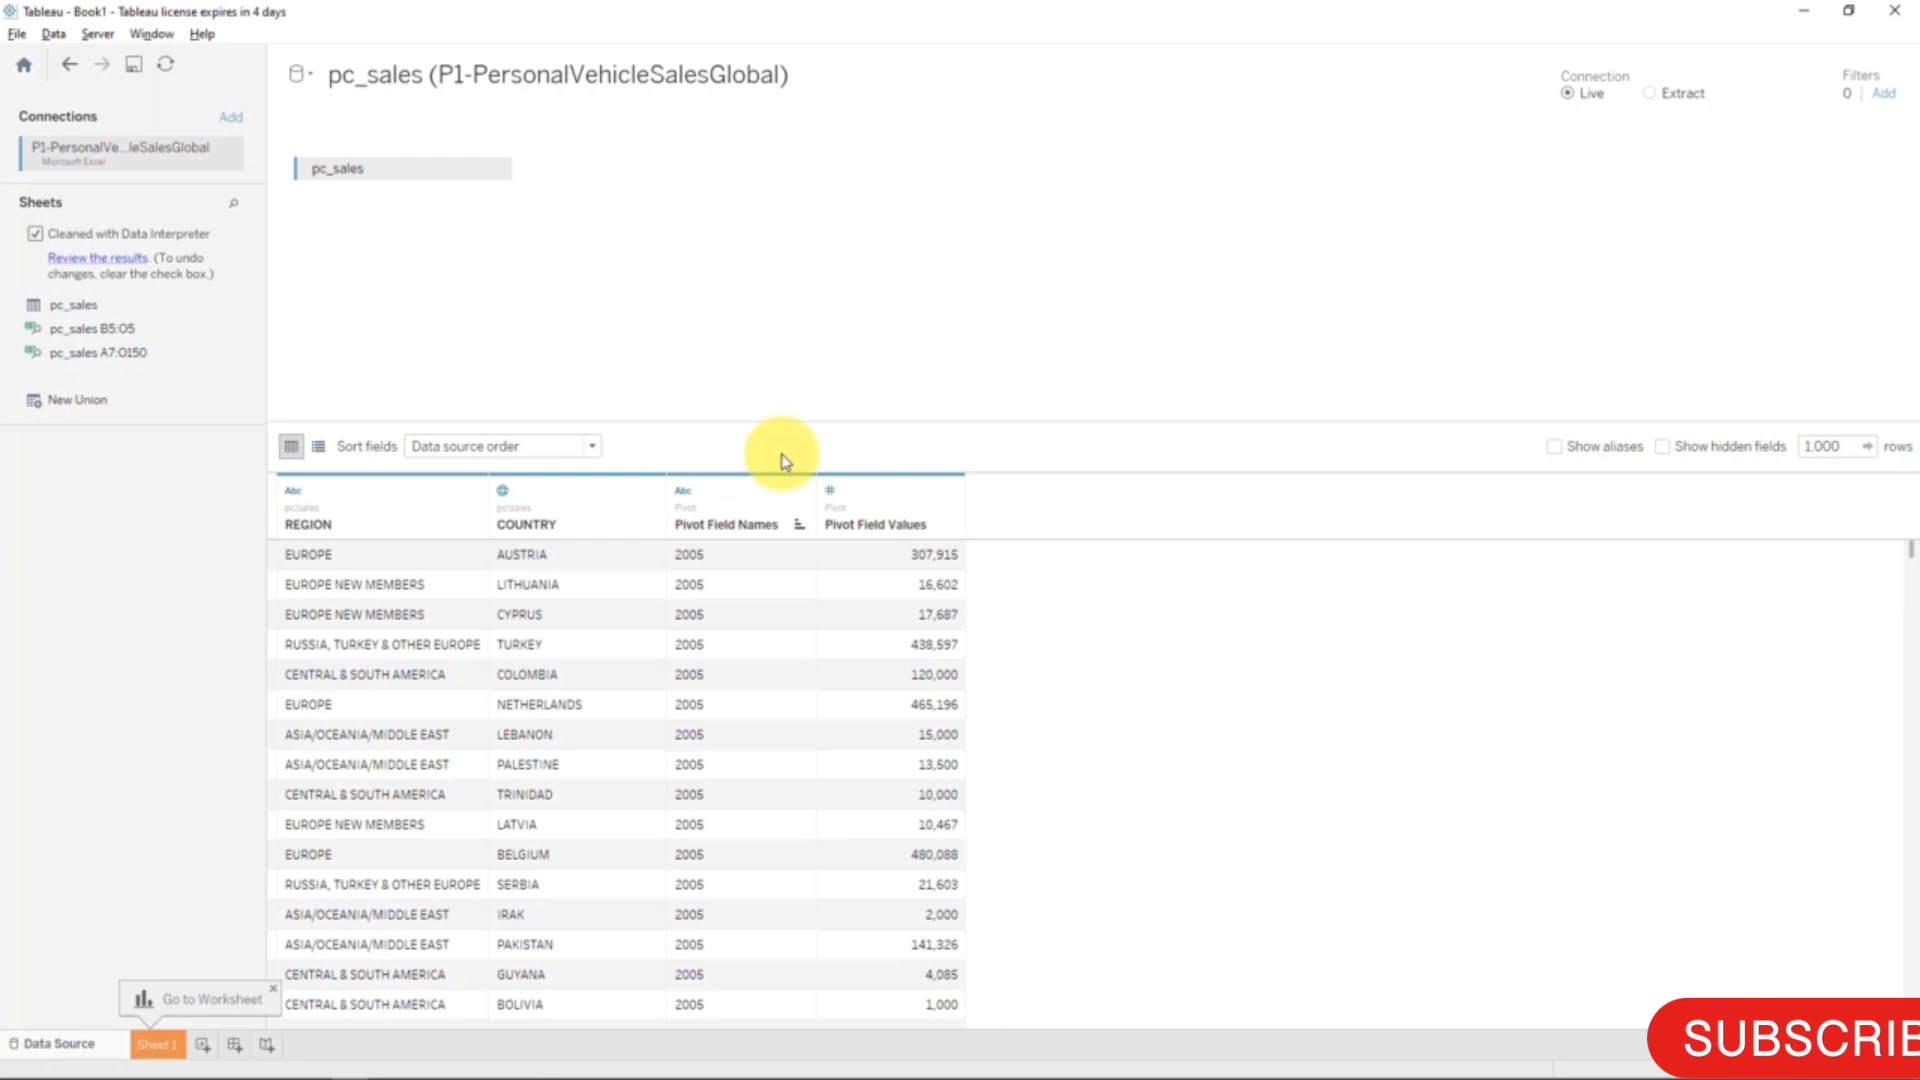 Tableau - Book1 - Tableau license expires in 4 days
File Data Server Window Help
pc_sales (P1-PersonalVehicleSalesGlobal)
Connection
Live Extract
Filters
0 Add
Connections Add
P1-PersonalVe...leSalesGlobal
Microsoft Excel
pc_sales
Sheets
Cleaned with Data Interpreter
Review the results. (To undo
changes, clear the check box.)
pc_sales
pc_sales B5:O5
pc_sales A7:O150
New Union
Sort fields Data source order Show aliases Show hidden fields 1.000 rows
Abc Abc #
pc!sales pc!sales Pivot Pivot
REGION COUNTRY Pivot Field Names Pivot Field Values
EUROPE AUSTRIA 2005 307,915
EUROPE NEW MEMBERS LITHUANIA 2005 16,602
EUROPE NEW MEMBERS CYPRUS 2005 17,687
RUSSIA, TURKEY & OTHER EUROPE TURKEY 2005 438,597
CENTRAL & SOUTH AMERICA COLOMBIA 2005 120,000
EUROPE NETHERLANDS 2005 465,196
ASIA/OCEANIA/MIDDLE EAST LEBANON 2005 15,000
ASIA/OCEANIA/MIDDLE EAST PALESTINE 2005 13,500
CENTRAL & SOUTH AMERICA TRINIDAD 2005 10,000
EUROPE NEW MEMBERS LATVIA 2005 10,467
EUROPE BELGIUM 2005 480,088
RUSSIA, TURKEY & OTHER EUROPE SERBIA 2005 21,603
ASIA/OCEANIA/MIDDLE EAST IRAK 2005 2,000
ASIA/OCEANIA/MIDDLE EAST PAKISTAN 2005 141,326
CENTRAL & SOUTH AMERICA GUYANA 2005 4,085
CENTRAL & SOUTH AMERICA BOLIVIA 2005 1,000
Go to Worksheet
Data Source Sheet 1
SUBSCRIBE